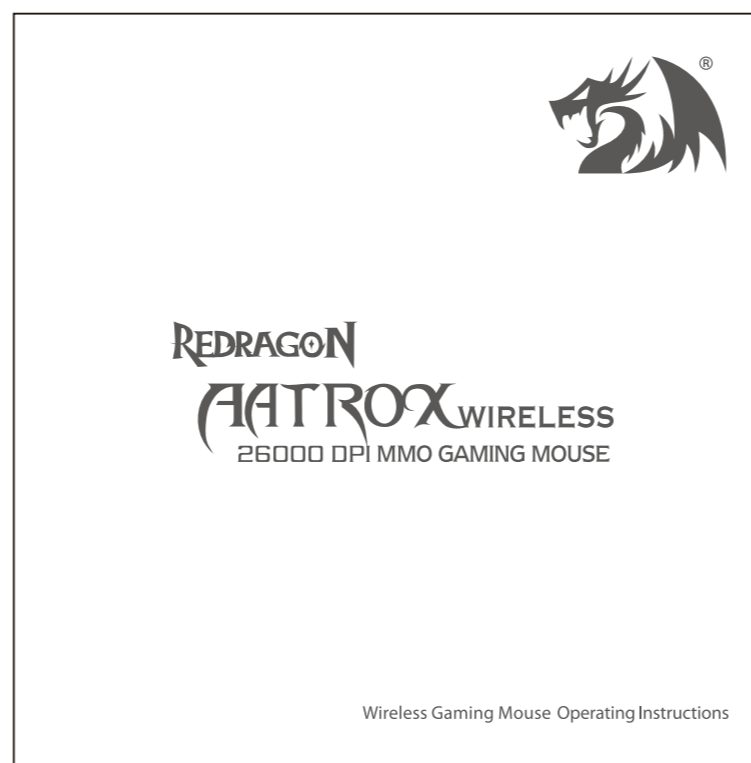 ®
REDRAGON
AATROX WIRELESS
26000 DPI MMO GAMING MOUSE
Wireless Gaming Mouse Operating Instructions